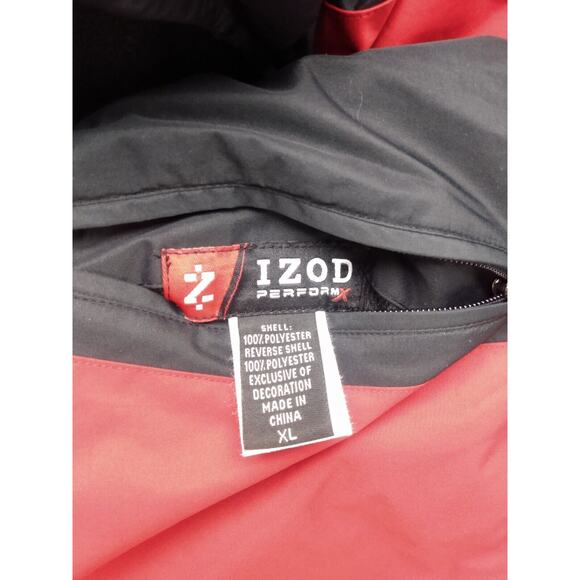 IZOD
PERFORMX
SHELL:
100% POLYESTER
REVERSE SHELL
100% POLYESTER
EXCLUSIVE OF
DECORATION
MADE IN
CHINA
XL